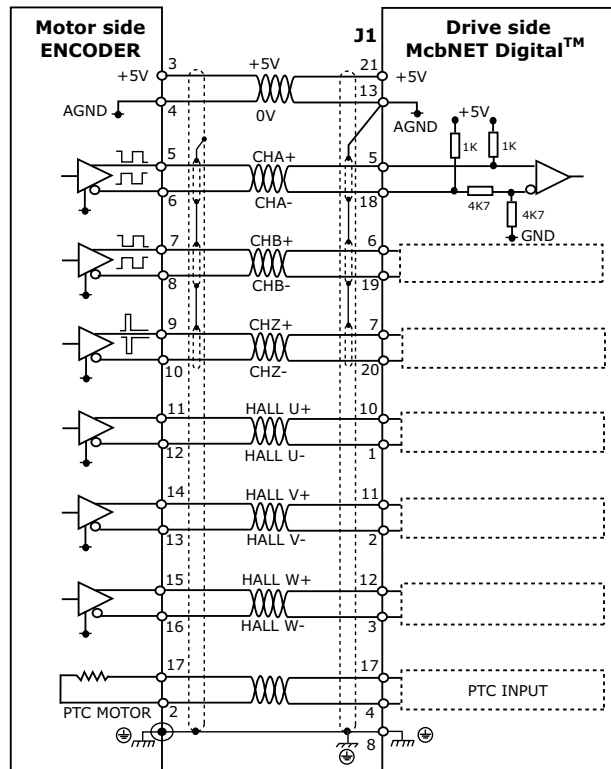 Motor side
ENCODER
J1
Drive side
McbNET Digital™
+5V
3
+5V
21
+5V
AGND
4
0V
13
AGND
+5V
1K
1K
5
CHA+
5
6
CHA-
18
4K7
4K7
GND
7
CHB+
6
8
CHB-
19
9
CHZ+
7
10
CHZ-
20
11
HALL U+
10
12
HALL U-
1
14
HALL V+
11
13
HALL V-
2
15
HALL W+
12
16
HALL W-
3
17
17
PTC INPUT
PTC MOTOR
2
4
8